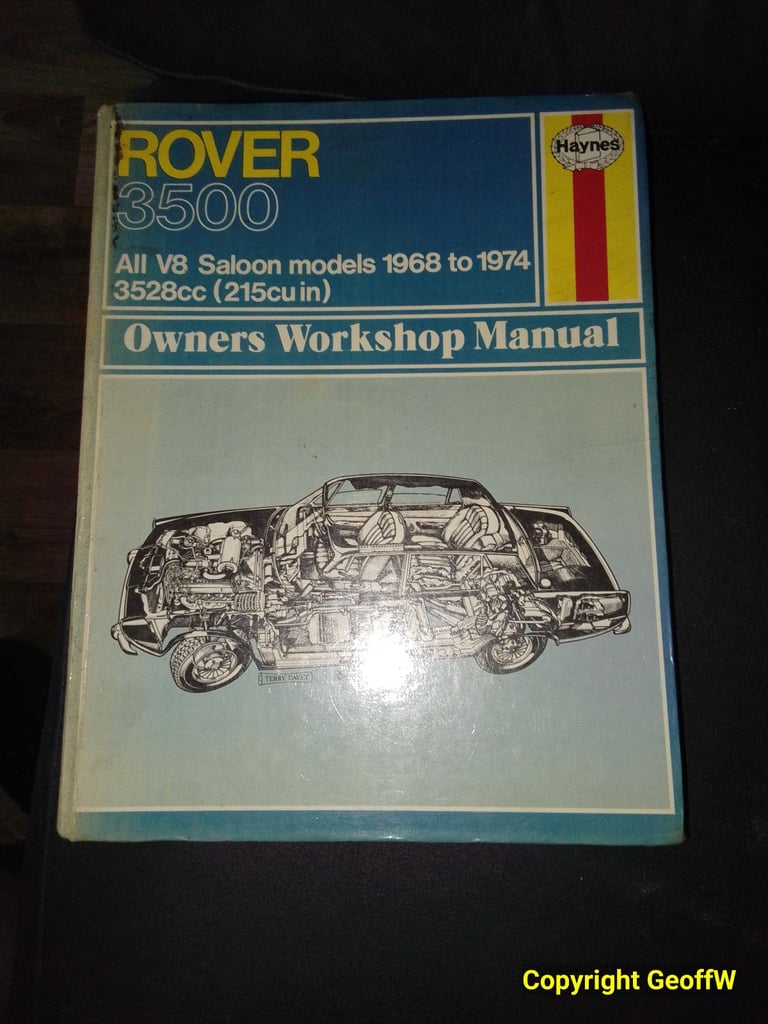 ROVER
3500
All V8 Saloon models 1968 to 1974
3528cc (215cu in)
Haynes
Owners Workshop Manual
TERRY DAVEY
Copyright GeoffW